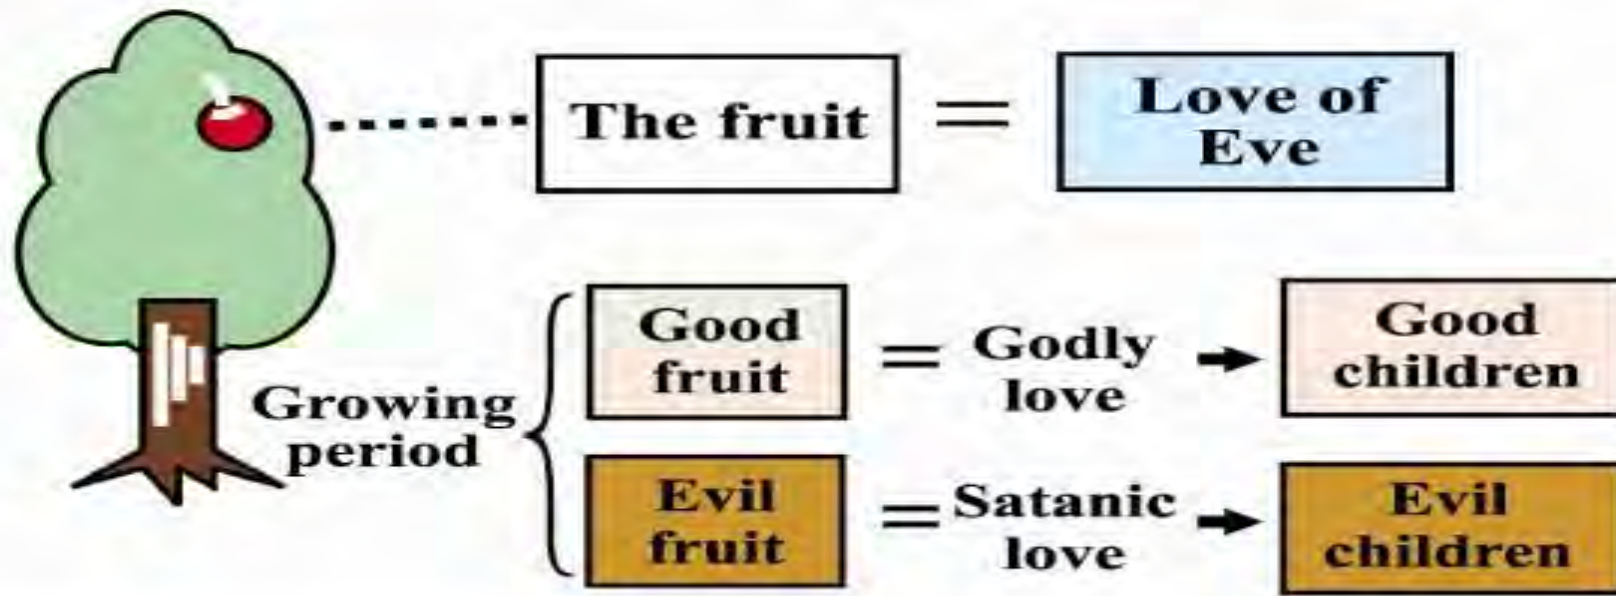 The fruit = Love of
Eve
Good
fruit
= Godly
love
Good
children
Growing
period
Evil
fruit
= Satanic
love
Evil
children